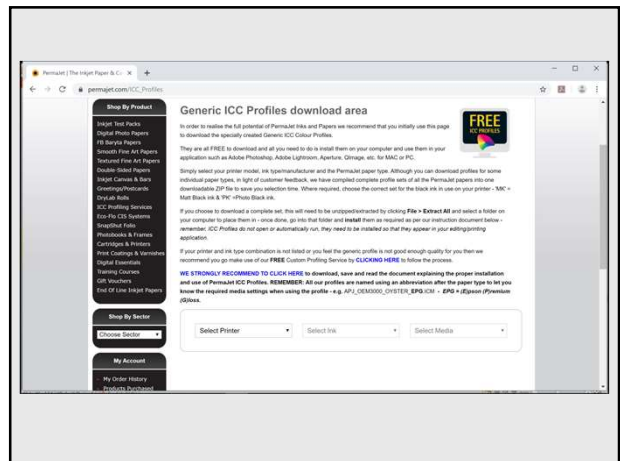 PermaJet | The Inkjet Paper & C
permajet.com/ICC_Profiles
Shop By Product
Inkjet Test Packs
Digital Photo Papers
FB Baryta Papers
Smooth Fine Art Papers
Textured Fine Art Papers
Double-Sided Papers
Inkjet Canvas & Bars
Greetings/Postcards
DryLab Rolls
ICC Profiling Services
Eco-Flo CIS Systems
SnapShut Folio
Photobooks & Frames
Cartridges & Printers
Print Coatings & Varnishes
Digital Essentials
Training Courses
Gift Vouchers
End Of Line Inkjet Papers
Shop By Sector
Choose Sector
My Account
My Order History
Products Purchased
Generic ICC Profiles download area
FREE
ICC PROFILES
In order to realise the full potential of PermaJet Inks and Papers we recommend that you initially use this page
to download the specially created Generic ICC Colour Profiles.
They are all FREE to download and all you need to do is install them on your computer and use them in your
application such as Adobe Photoshop, Adobe Lightroom, Aperture, Qimage, etc. for MAC or PC.
Simply select your printer model, ink type/manufacturer and the PermaJet paper type. Although you can download profiles for some
individual paper types, in light of customer feedback, we have compiled complete profile sets of all the PermaJet papers into one
downloadable ZIP file to save you selection time. Where required, choose the correct set for the black ink in use on your printer - 'MK' =
Matt Black ink & 'PK' =Photo Black ink.
If you choose to download a complete set, this will need to be unzipped/extracted by clicking File > Extract All and select a folder on
your computer to place them in - once done, go into that folder and install them as required as per our instruction document below -
remember, ICC Profiles do not open or automatically run, they need to be installed so that they appear in your editing/printing
application.
If your printer and ink type combination is not listed or you feel the generic profile is not good enough quality for you then we
recommend you go make use of our FREE Custom Profiling Service by CLICKING HERE to follow the process.
WE STRONGLY RECOMMEND TO CLICK HERE to download, save and read the document explaining the proper installation
and use of PermaJet ICC Profiles. REMEMBER: All our profiles are named using an abbreviation after the paper type to let you
know the required media settings when using the profile - e.g. APJ_OEM3000_OYSTER_EPG.ICM - EPG = (E)pson (P)remium
(G)loss.
Select Printer
Select Ink
Select Media